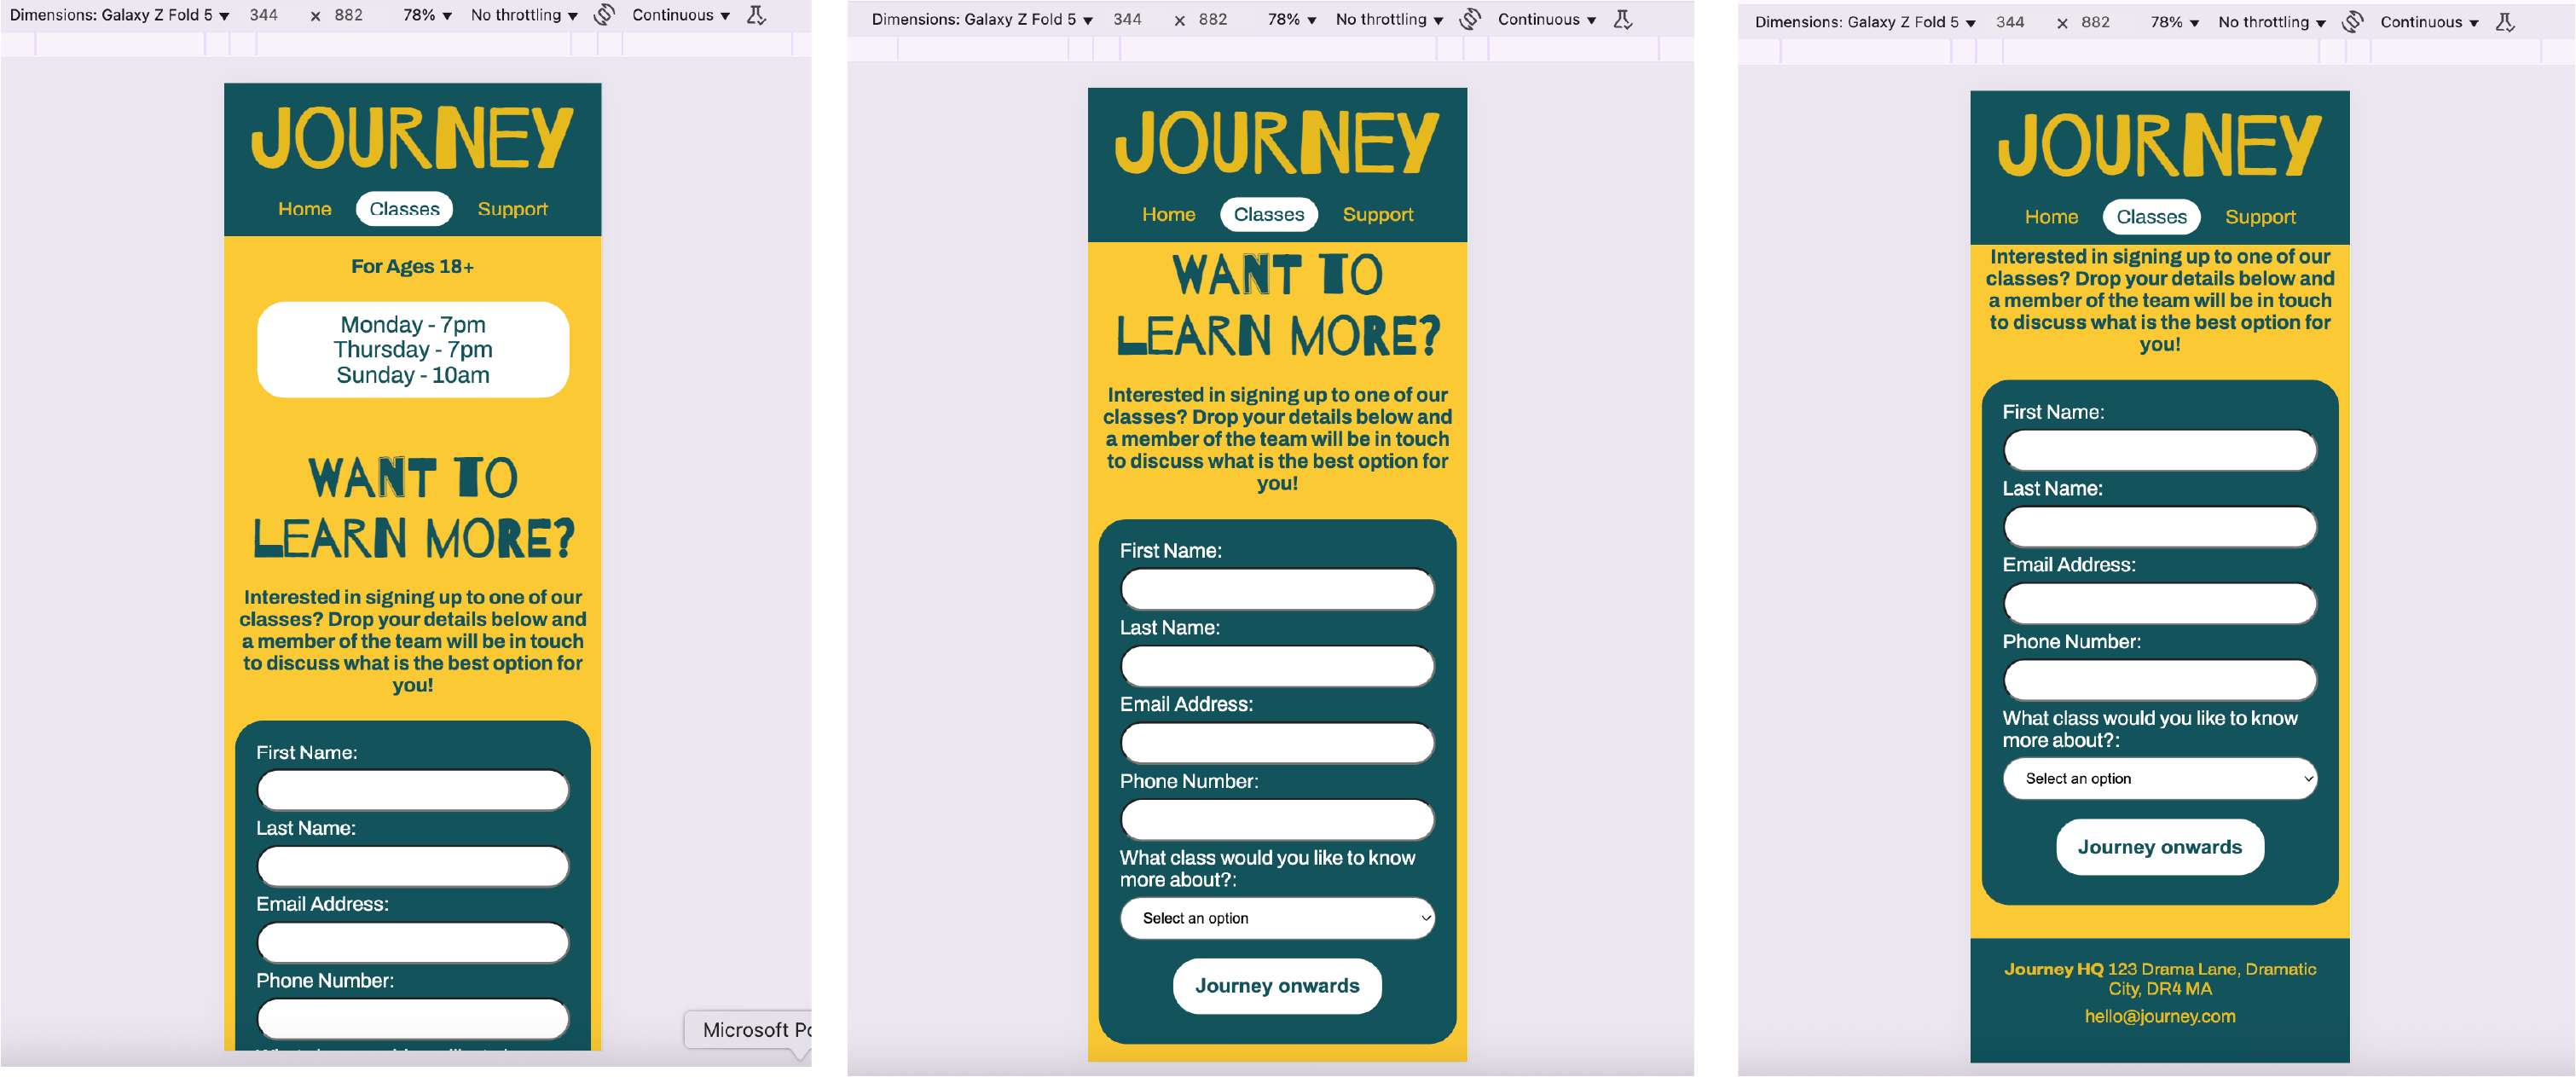 Dimensions: Galaxy Z Fold 5 344 x 882 78% No throttling Continuous
JOURNEY
Home Classes Support
For Ages 18+
Monday - 7pm
Thursday - 7pm
Sunday - 10am
WANT TO
LEARN MORE?
Interested in signing up to one of our
classes? Drop your details below and
a member of the team will be in touch
to discuss what is the best option for
you!
First Name:
Last Name:
Email Address:
Phone Number:
Microsoft
Dimensions: Galaxy Z Fold 5 344 x 882 78% No throttling Continuous
JOURNEY
Home Classes Support
WANT TO
LEARN MORE?
Interested in signing up to one of our
classes? Drop your details below and
a member of the team will be in touch
to discuss what is the best option for
you!
First Name:
Last Name:
Email Address:
Phone Number:
What class would you like to know
more about?:
Select an option
Journey onwards
Dimensions: Galaxy Z Fold 5 344 x 882 78% No throttling Continuous
JOURNEY
Home Classes Support
Interested in signing up to one of our
classes? Drop your details below and
a member of the team will be in touch
to discuss what is the best option for
you!
First Name:
Last Name:
Email Address:
Phone Number:
What class would you like to know
more about?:
Select an option
Journey onwards
Journey HQ 123 Drama Lane, Dramatic
City, DR4 MA
hello@journey.com